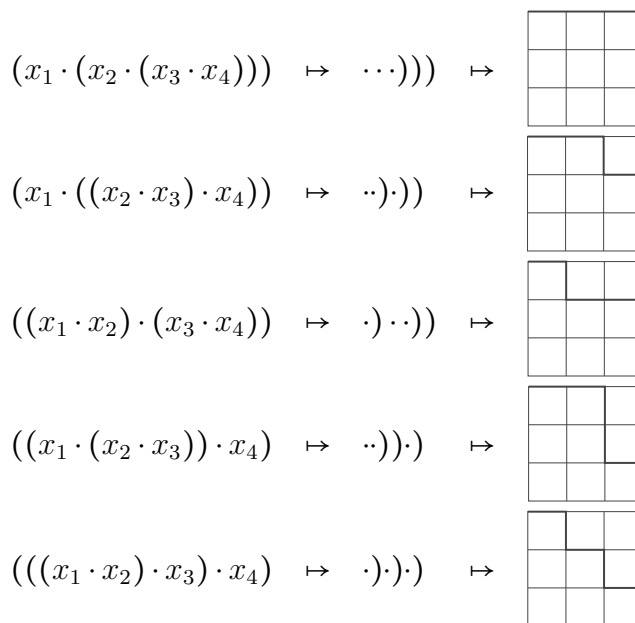 (x₁ · (x₂ · (x₃ · x₄))) ↦ ···))) ↦
(x₁ · ((x₂ · x₃) · x₄)) ↦ ··)·)) ↦
((x₁ · x₂) · (x₃ · x₄)) ↦ ·)··)) ↦
((x₁ · (x₂ · x₃)) · x₄) ↦ ··))·) ↦
(((x₁ · x₂) · x₃) · x₄) ↦ ·)·)·) ↦